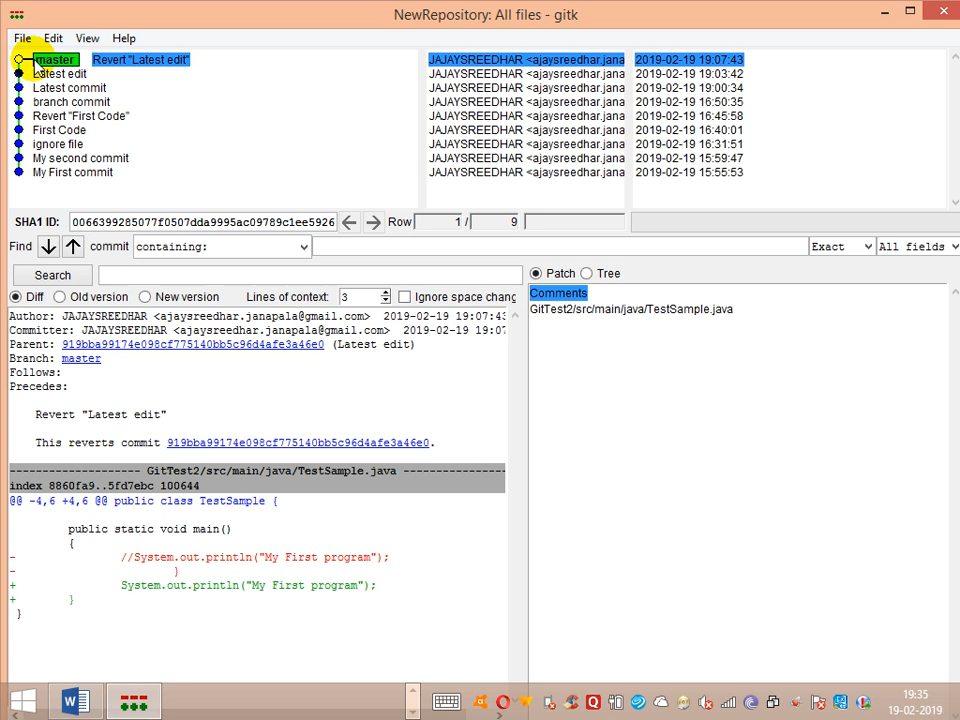 NewRepository: All files - gitk
File Edit View Help
master Revert "Latest edit" JAJAYSREEDHAR <ajaysreedhar.jana 2019-02-19 19:07:43
Latest edit JAJAYSREEDHAR <ajaysreedhar.jana 2019-02-19 19:03:42
Latest commit JAJAYSREEDHAR <ajaysreedhar.jana 2019-02-19 19:00:34
branch commit JAJAYSREEDHAR <ajaysreedhar.jana 2019-02-19 16:50:35
Revert "First Code" JAJAYSREEDHAR <ajaysreedhar.jana 2019-02-19 16:45:58
First Code JAJAYSREEDHAR <ajaysreedhar.jana 2019-02-19 16:40:01
ignore file JAJAYSREEDHAR <ajaysreedhar.jana 2019-02-19 16:31:51
My second commit JAJAYSREEDHAR <ajaysreedhar.jana 2019-02-19 15:59:47
My First commit JAJAYSREEDHAR <ajaysreedhar.jana 2019-02-19 15:55:53
SHA1 ID: 0066399285077f0507dda9995ac09789c1ee5926 Row 1 / 9
Find commit containing: Exact All fields
Search
Patch Tree
Diff Old version New version Lines of context: 3 Ignore space chang
Comments
GitTest2/src/main/java/TestSample.java
Author: JAJAYSREEDHAR <ajaysreedhar.janapala@gmail.com> 2019-02-19 19:07:43
Committer: JAJAYSREEDHAR <ajaysreedhar.janapala@gmail.com> 2019-02-19 19:07
Parent: 919bba99174e098cf775140bb5c96d4afe3a46e0 (Latest edit)
Branch: master
Follows:
Precedes:
Revert "Latest edit"
This reverts commit 919bba99174e098cf775140bb5c96d4afe3a46e0.
-------------------- GitTest2/src/main/java/TestSample.java ----------------
index 8860fa9..5fd7ebc 100644
@@ -4,6 +4,6 @@ public class TestSample {
public static void main()
{
- //System.out.println("My First program");
- }
+ System.out.println("My First program");
+ }
}
19:35
19-02-2019